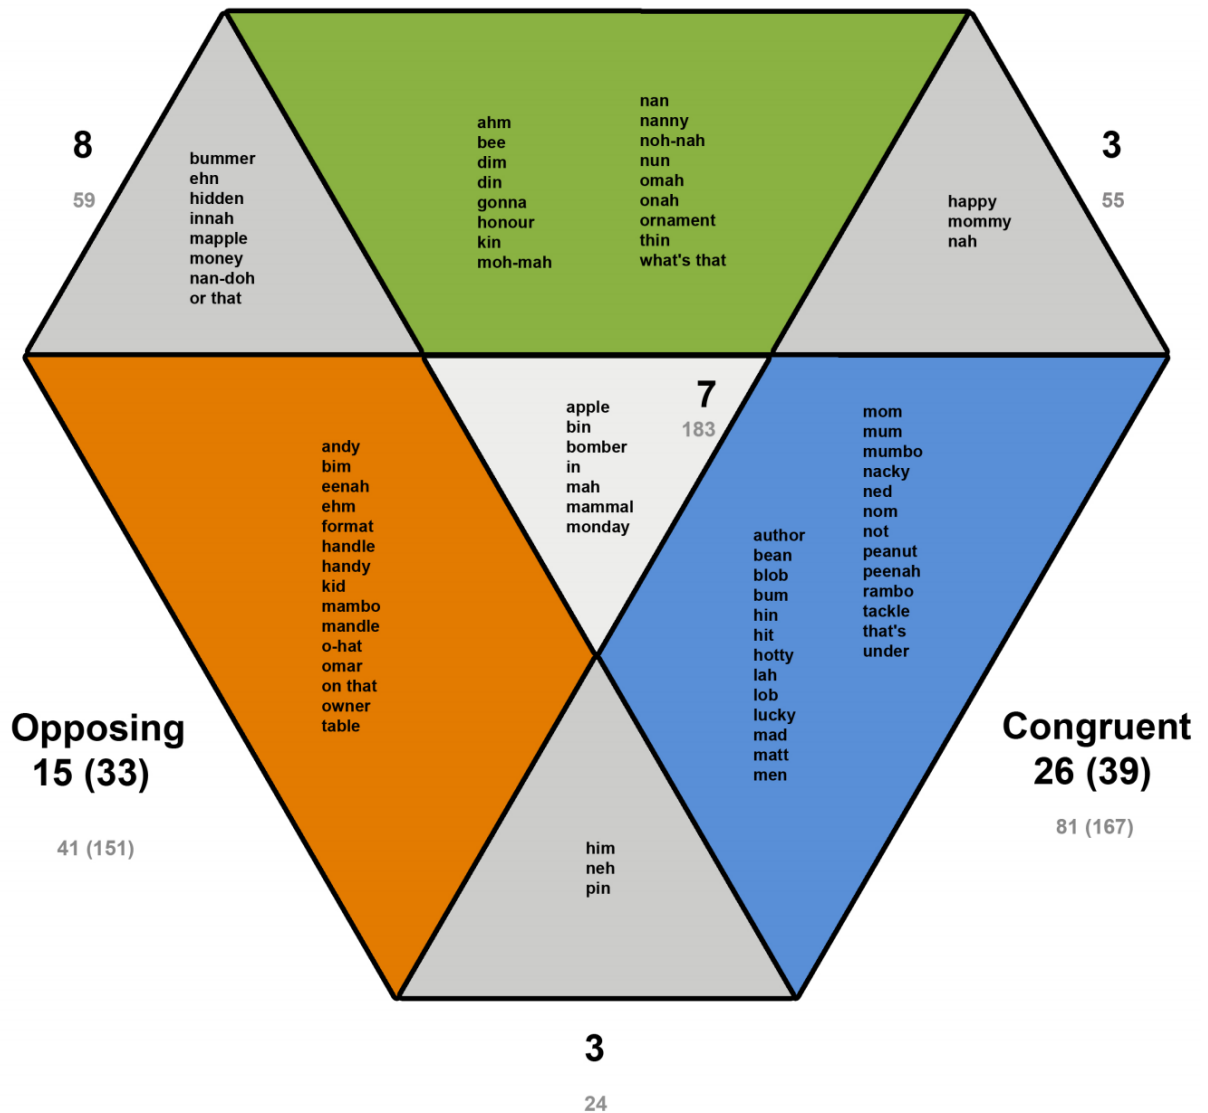 8
59
bummer
ehn
hidden
innah
mapple
money
nan-doh
or that
ahm
bee
dim
din
gonna
honour
kin
moh-mah
nan
nanny
noh-nah
nun
omah
onah
ornament
thin
what's that
3
55
happy
mommy
nah
andy
bim
eenah
ehm
format
handle
handy
kid
mambo
mandle
o-hat
omar
on that
owner
table
7
183
apple
bin
bomber
in
mah
mammal
monday
author
bean
blob
bum
hin
hit
hotty
lah
lob
lucky
mad
matt
men
mom
mum
mumbo
nacky
ned
nom
not
peanut
peenah
rambo
tackle
that's
under
Opposing
15 (33)
41 (151)
Congruent
26 (39)
81 (167)
him
neh
pin
3
24